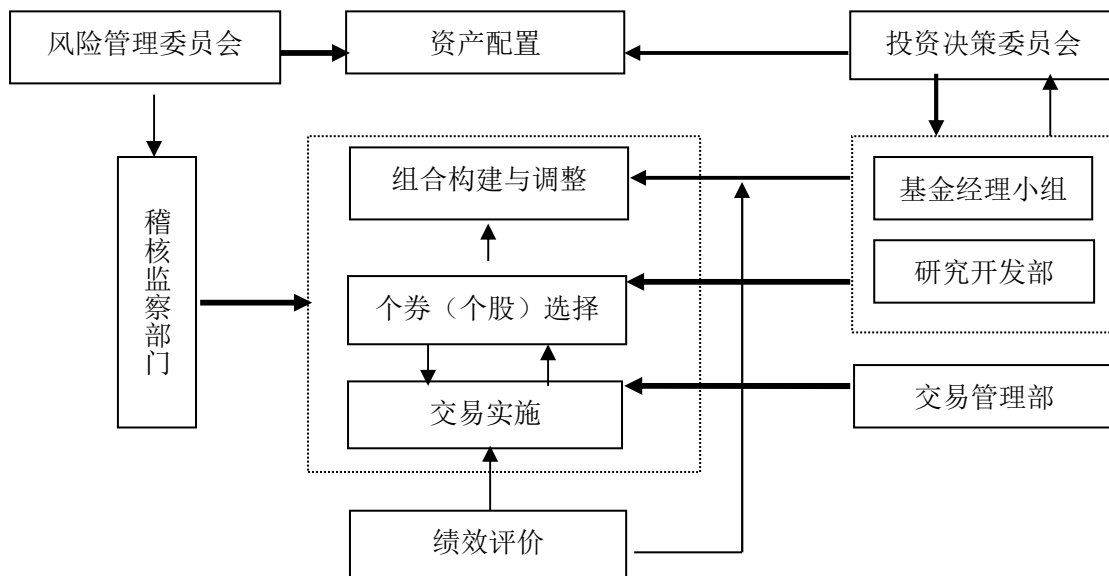 风险管理委员会
资产配置
投资决策委员会
组合构建与调整
基金经理小组
稽核监察部门
研究开发部
个券（个股）选择
交易实施
交易管理部
绩效评价